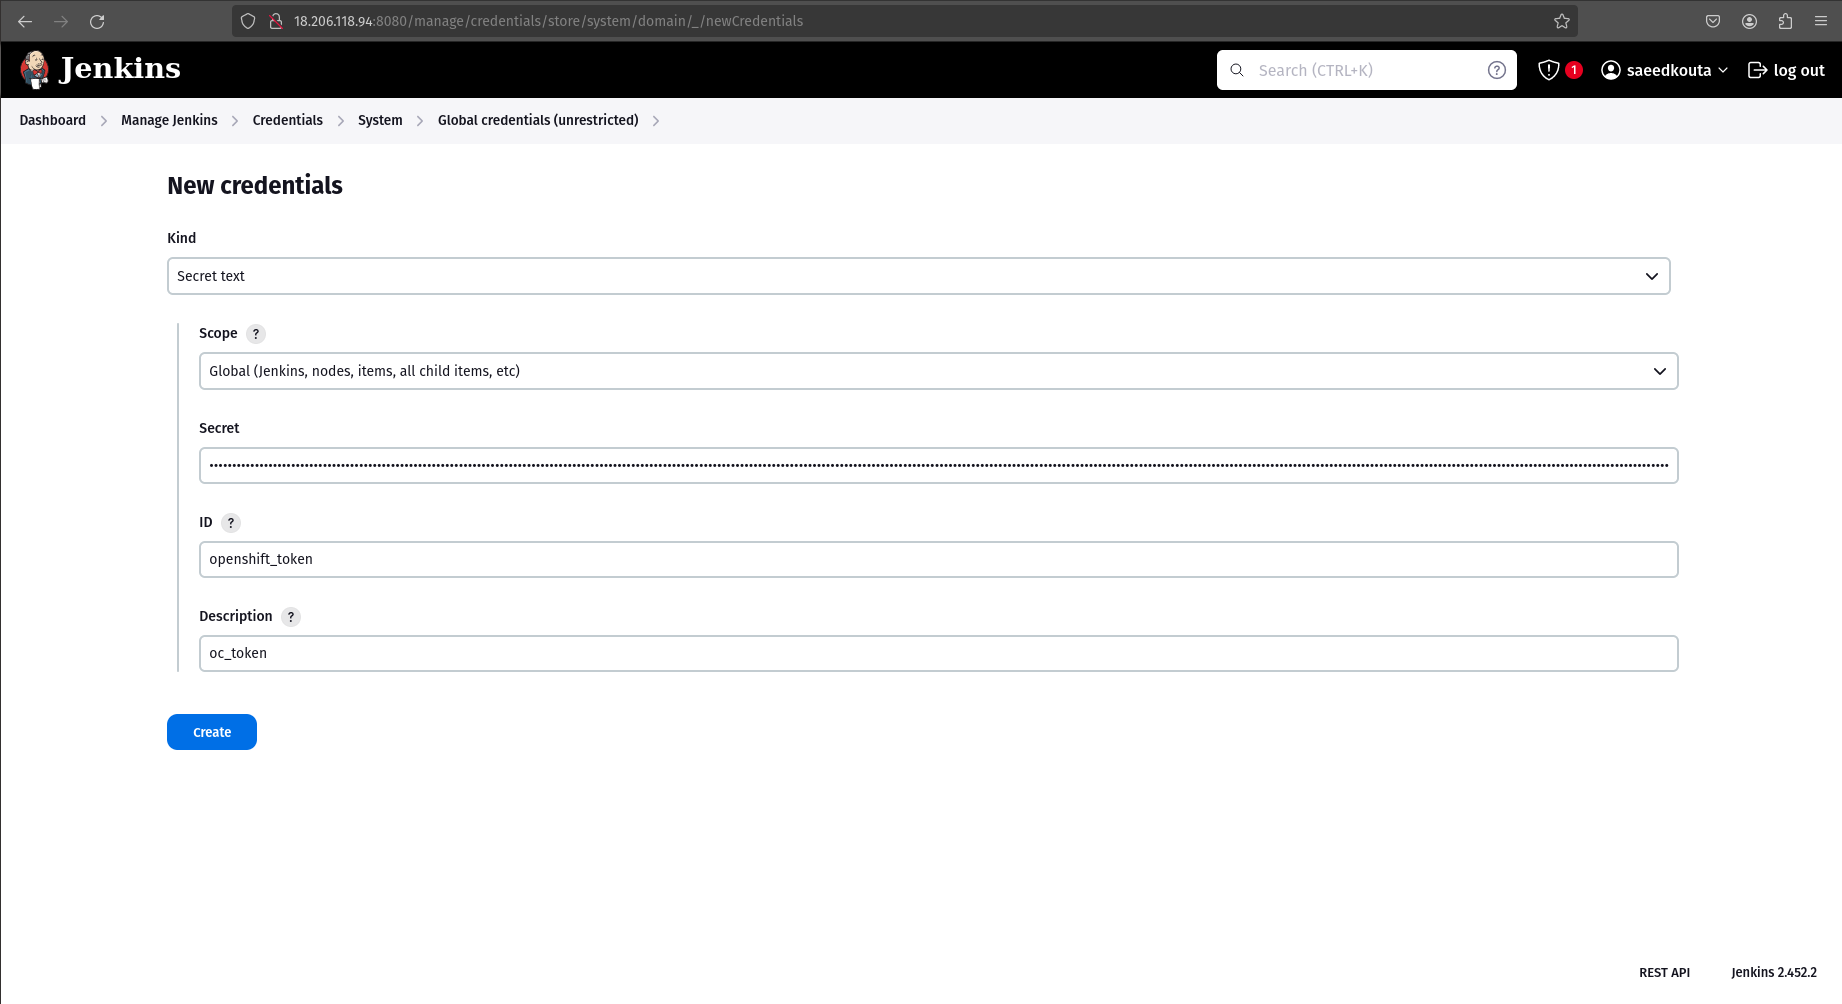 18.206.118.94:8080/manage/credentials/store/system/domain/_/newCredentials
Jenkins
Search (CTRL+K)
?
1
saeedkouta
log out
Dashboard > Manage Jenkins > Credentials > System > Global credentials (unrestricted) >
New credentials
Kind
Secret text
Scope ?
Global (Jenkins, nodes, items, all child items, etc)
Secret
ID ?
openshift_token
Description ?
oc_token
Create
REST API
Jenkins 2.452.2